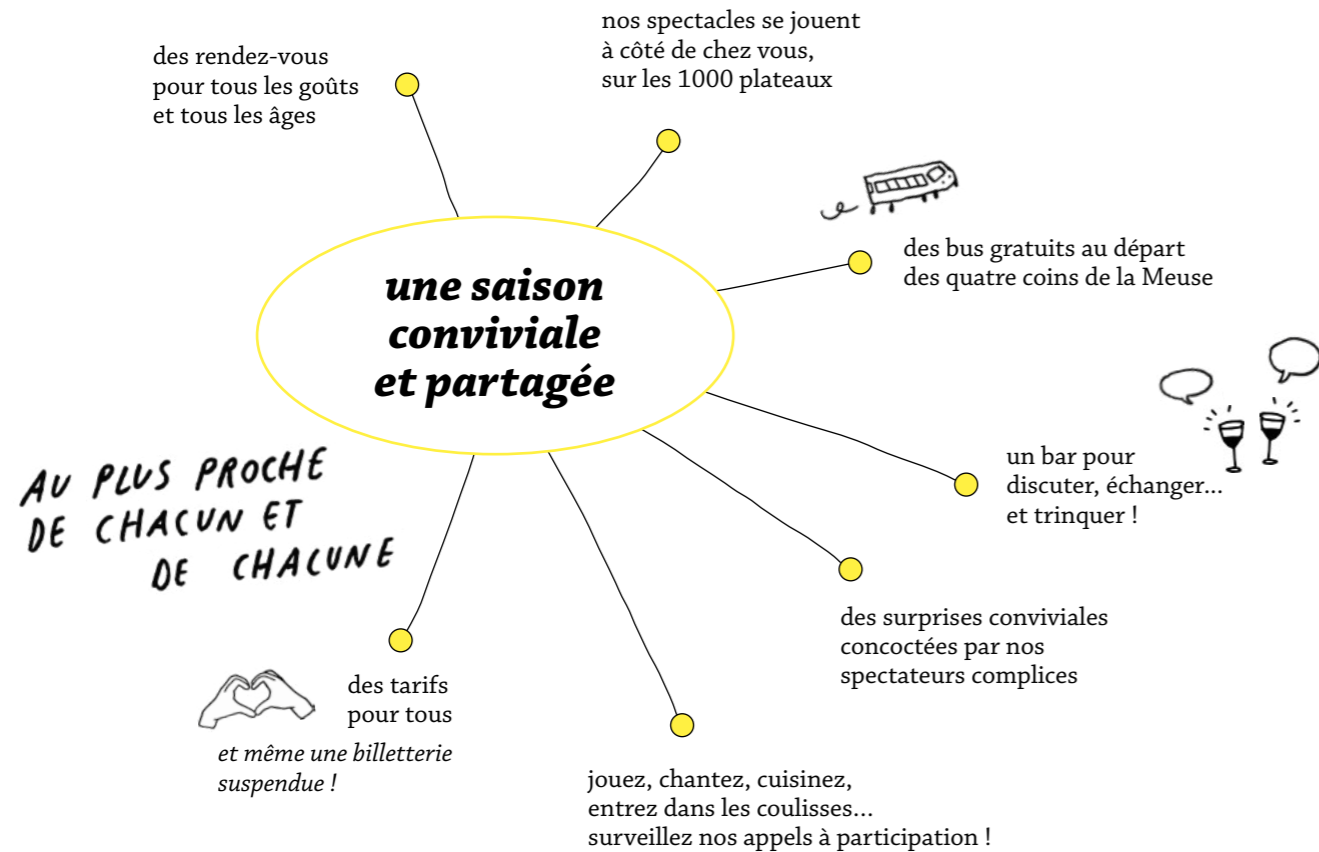 des rendez-vous
pour tous les goûts
et tous les âges
nos spectacles se jouent
à côté de chez vous,
sur les 1000 plateaux
des bus gratuits au départ
des quatre coins de la Meuse
une saison
conviviale
et partagée
un bar pour
discuter, échanger...
et trinquer !
AU PLUS PROCHE
DE CHACUN ET
DE CHACUNE
des surprises conviviales
concoctées par nos
spectateurs complices
des tarifs
pour tous
et même une billetterie
suspendue !
jouez, chantez, cuisinez,
entrez dans les coulisses...
surveillez nos appels à participation !